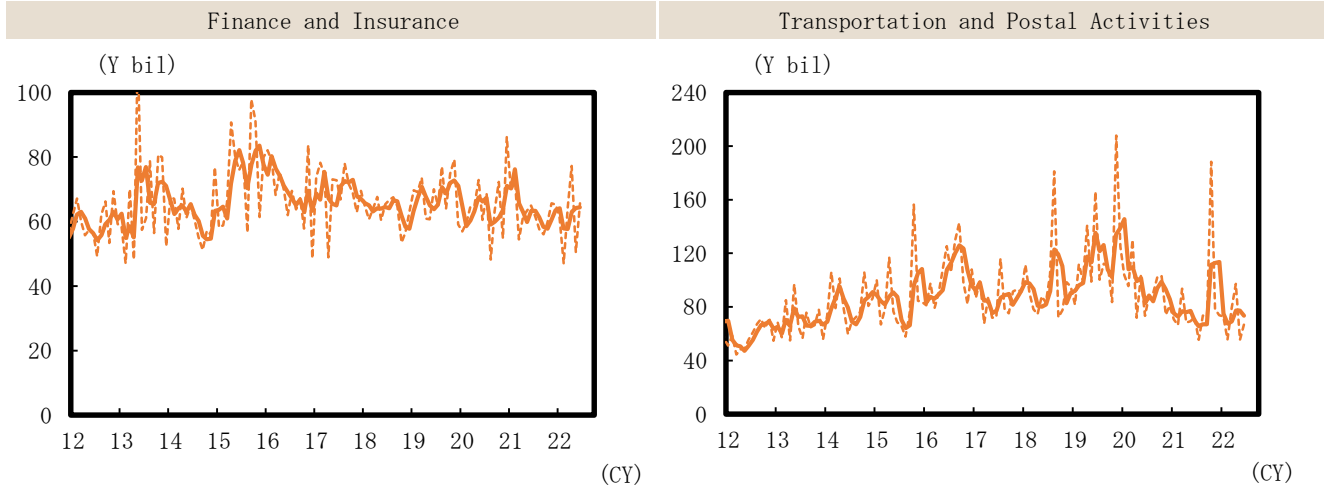 Finance and Insurance
(Y bil)
100
80
60
40
20
0
12 13 14 15 16 17 18 19 20 21 22
(CY)
Transportation and Postal Activities
(Y bil)
240
200
160
120
80
40
0
12 13 14 15 16 17 18 19 20 21 22
(CY)